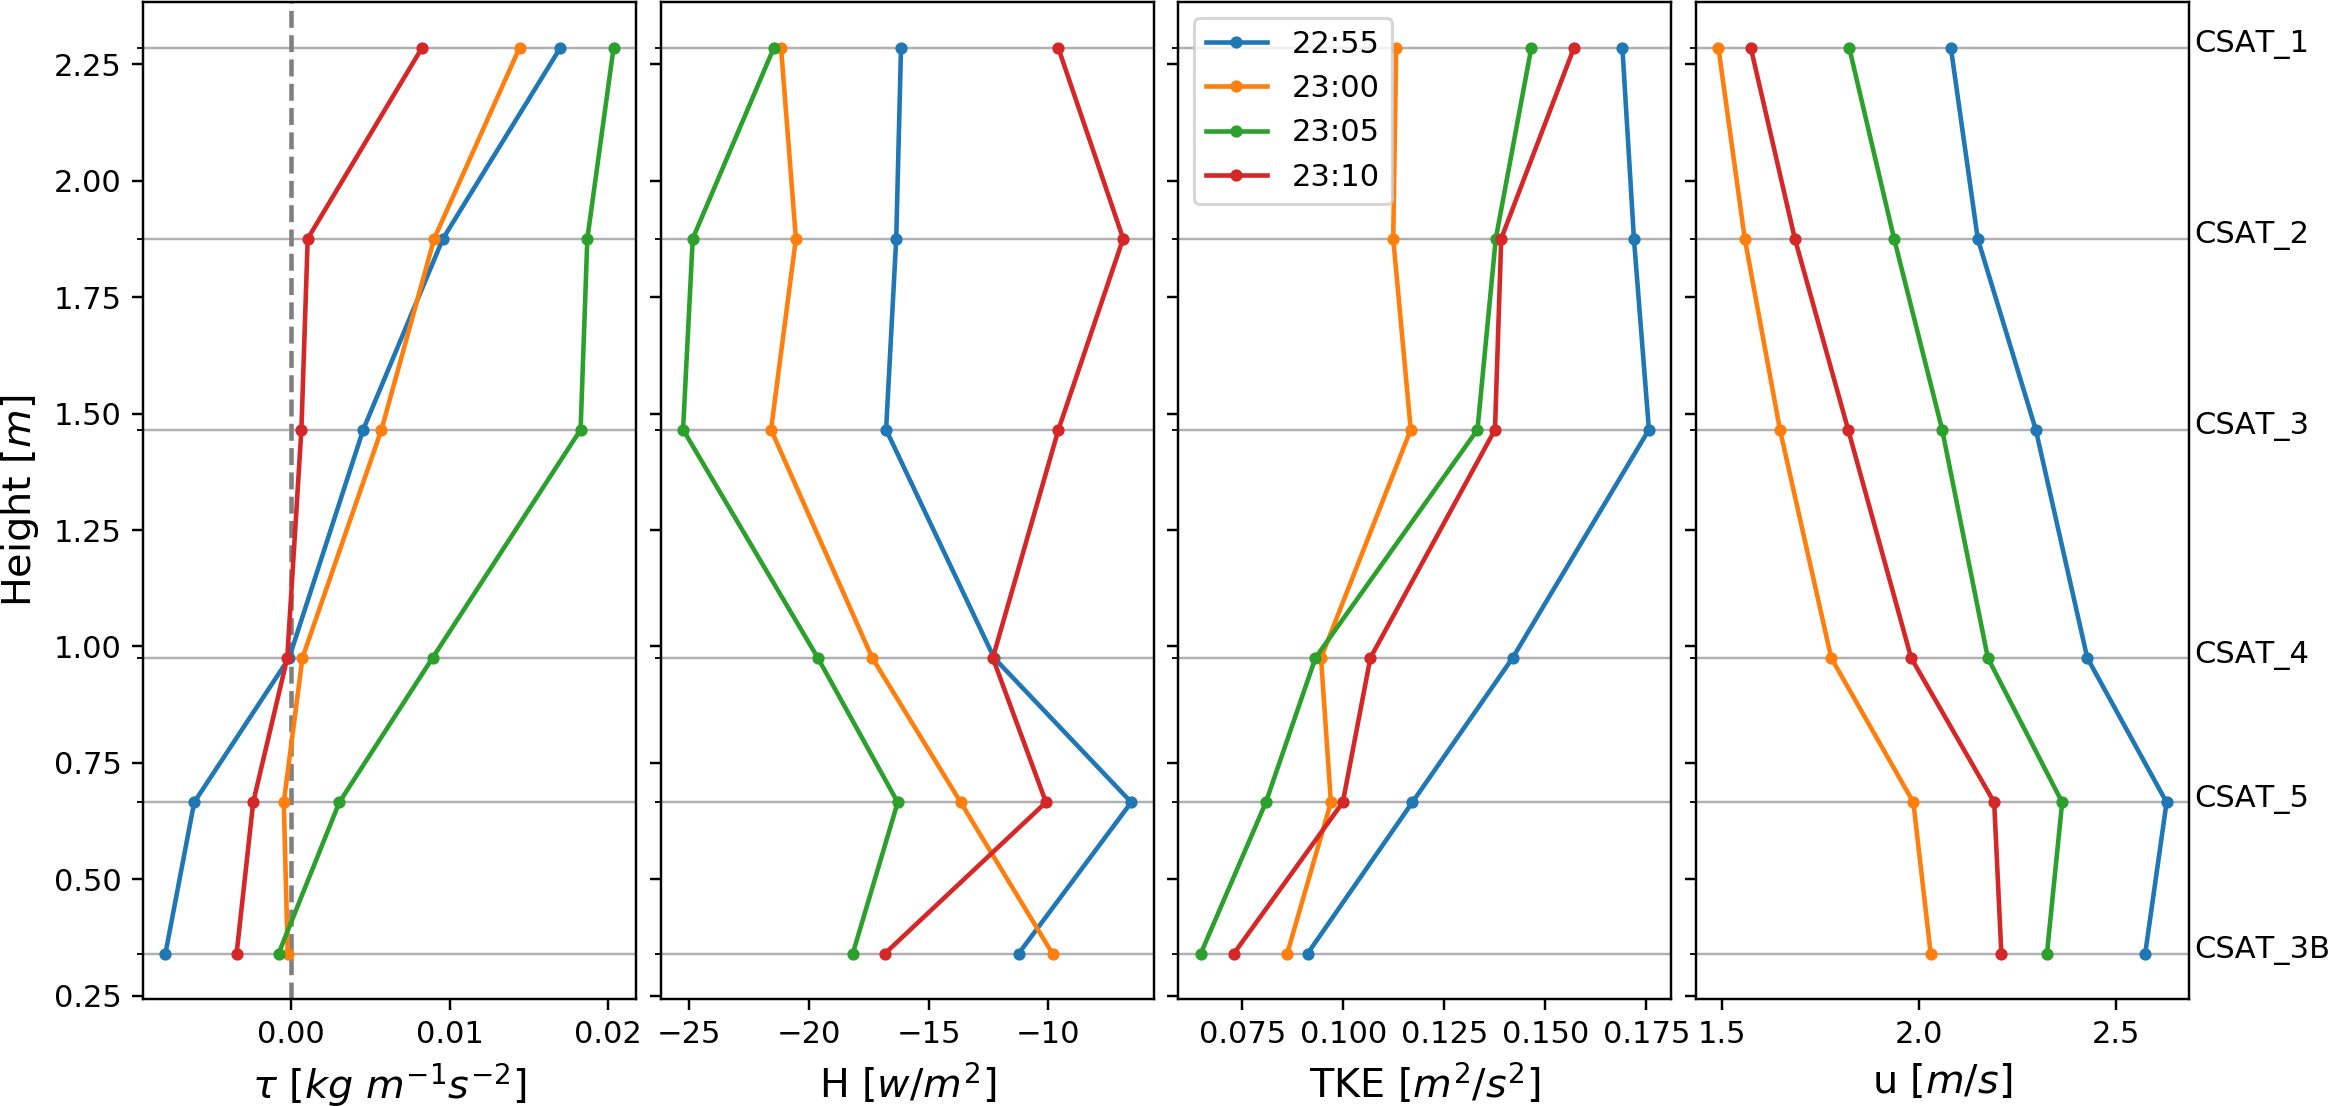 22:55
23:00
23:05
23:10
CSAT_1
CSAT_2
CSAT_3
CSAT_4
CSAT_5
CSAT_3B
Height [m]
2.25
2.00
1.75
1.50
1.25
1.00
0.75
0.50
0.25
0.00 0.01 0.02
−25 −20 −15 −10
0.075 0.100 0.125 0.150 0.175
1.5 2.0 2.5
τ [kg m⁻¹s⁻²]
H [w/m²]
TKE [m²/s²]
u [m/s]